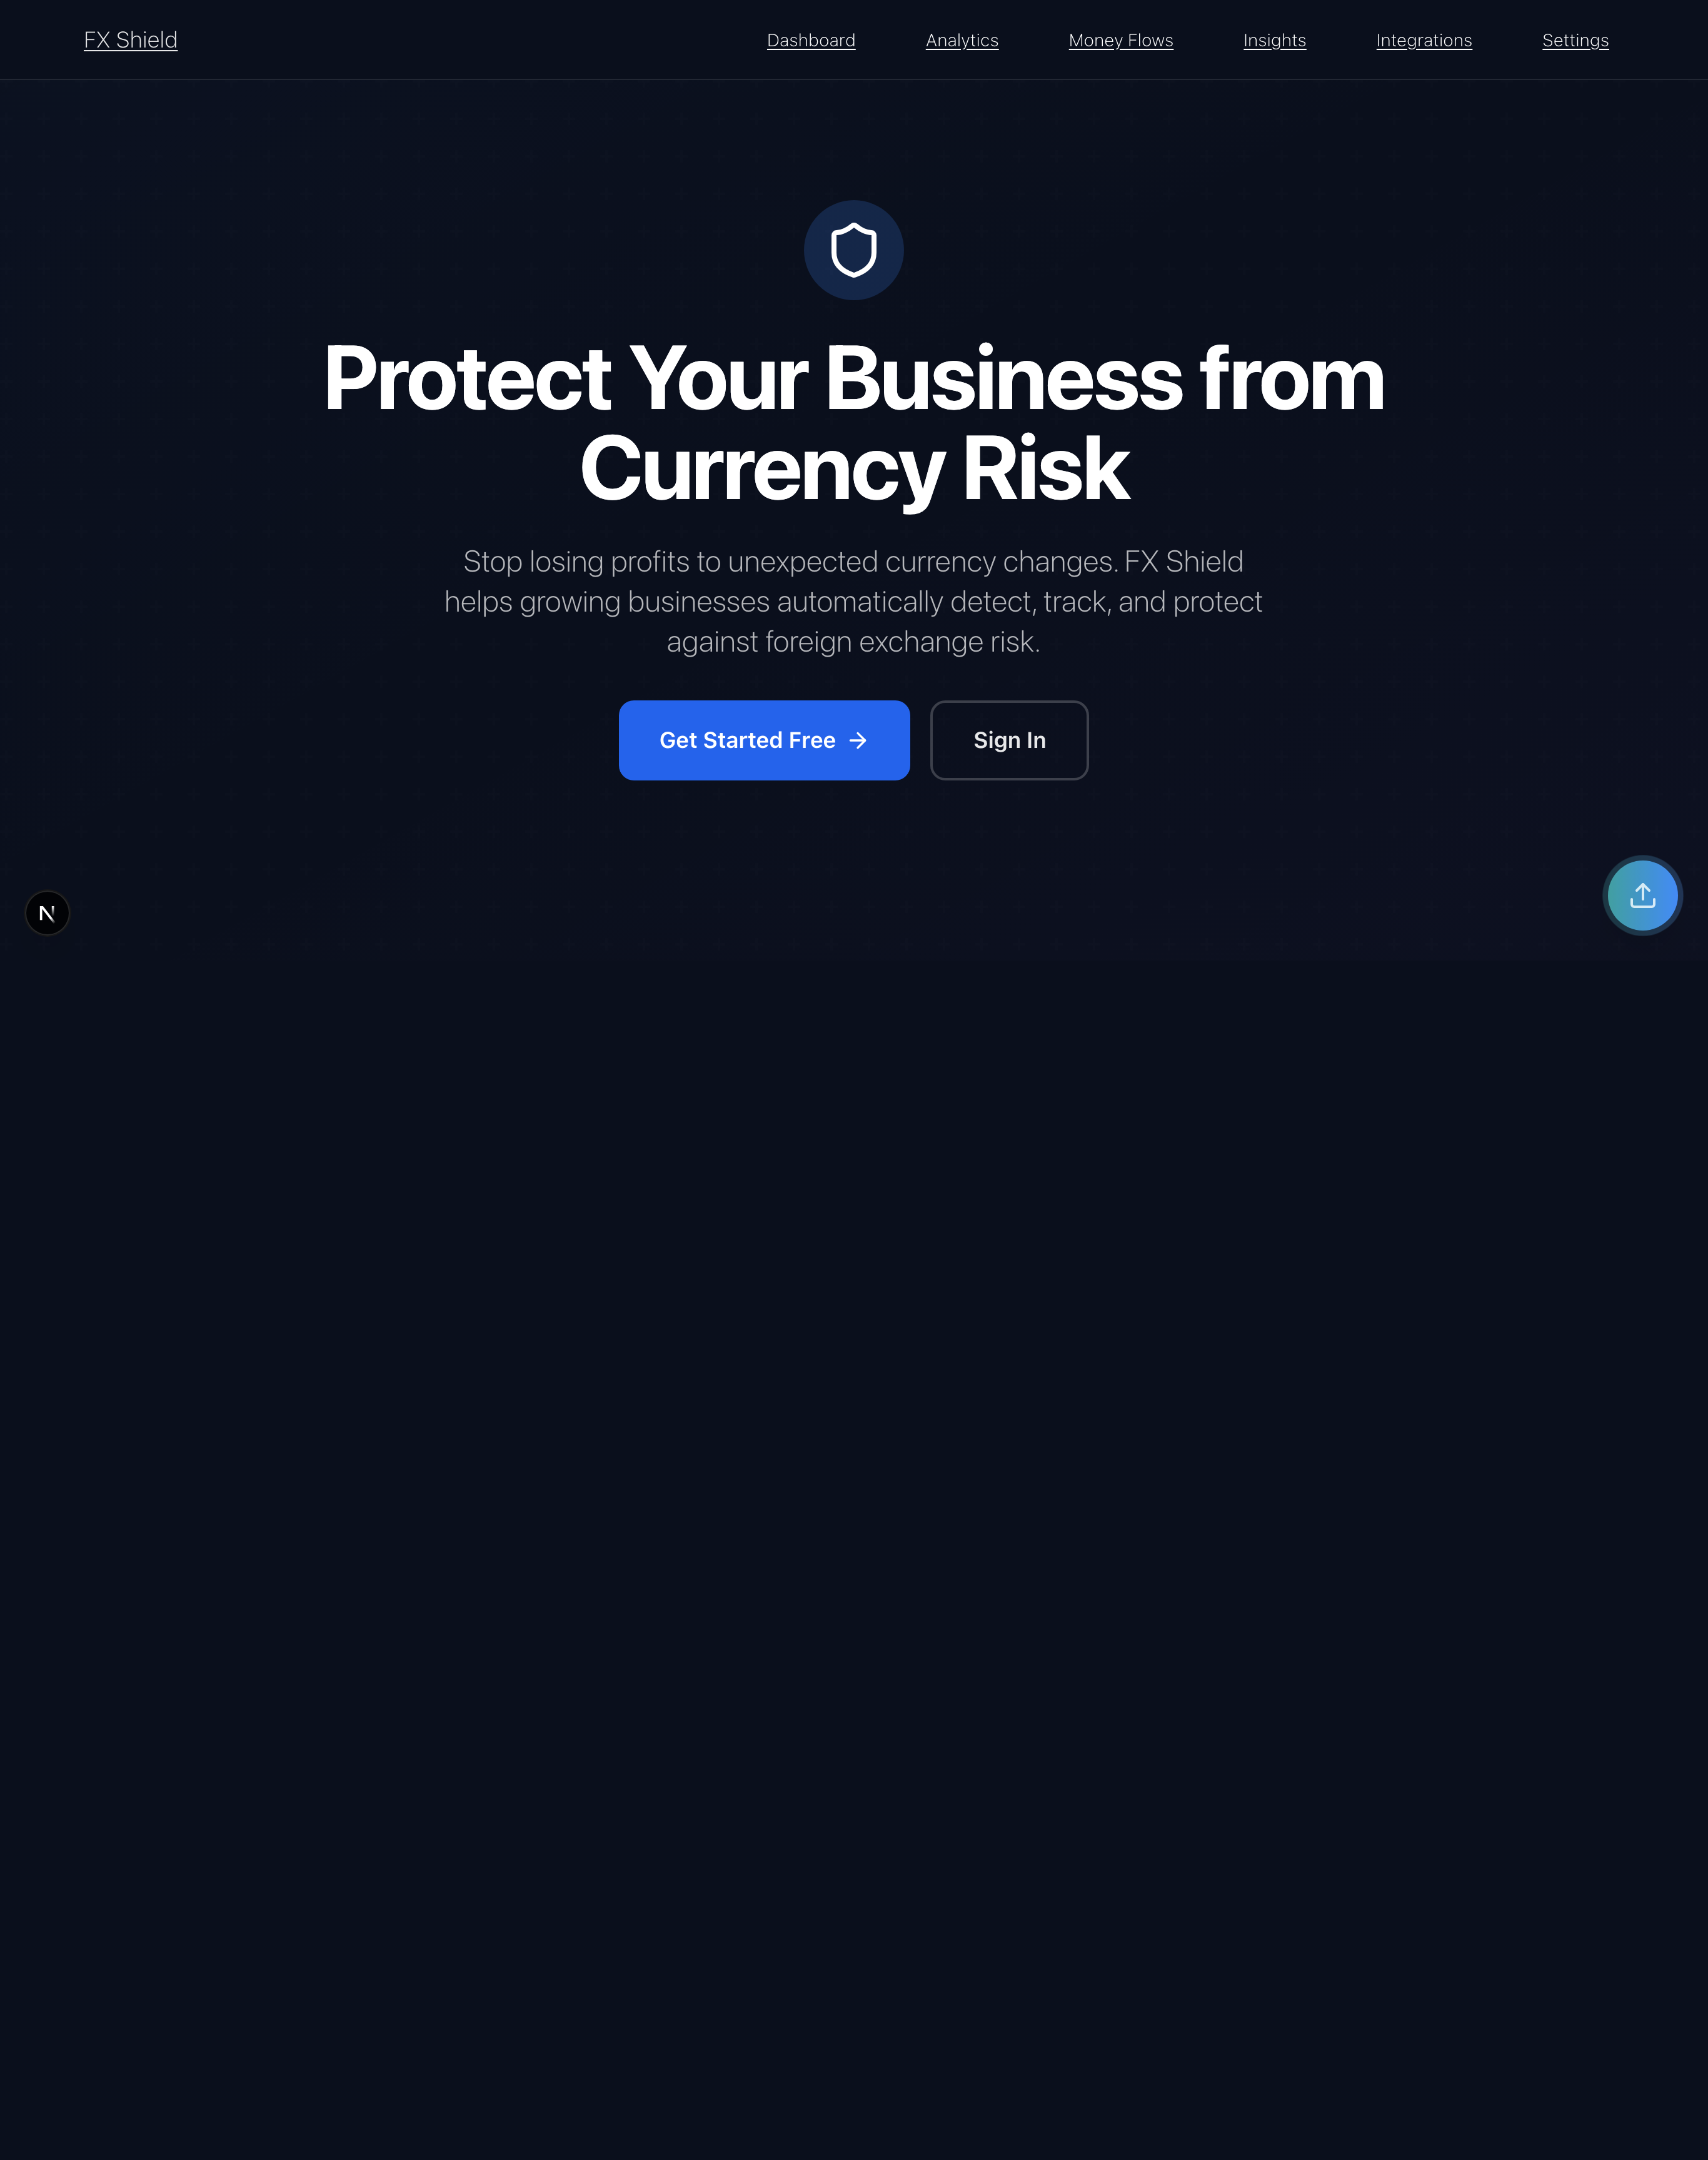 FX Shield
Dashboard Analytics Money Flows Insights Integrations Settings
Protect Your Business from
Currency Risk
Stop losing profits to unexpected currency changes. FX Shield
helps growing businesses automatically detect, track, and protect
against foreign exchange risk.
Get Started Free →
Sign In
N